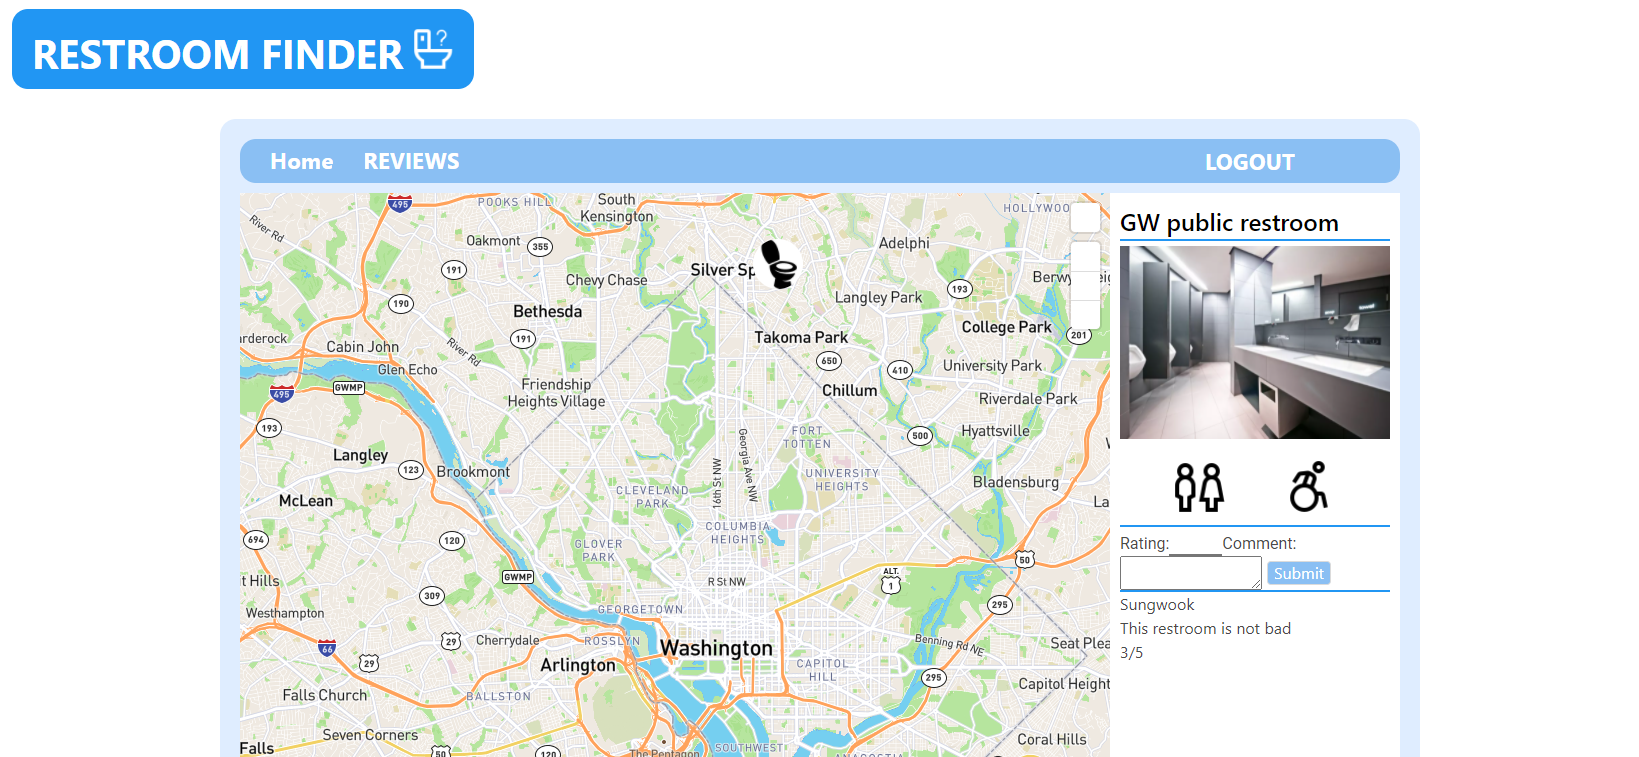 RESTROOM FINDER
Home REVIEWS LOGOUT
GW public restroom
Rating: Comment:
Submit
Sungwook
This restroom is not bad
3/5
495
POOKS HILL
South
Kensington
River Rd
Oakmont
355
Adelphi
191
Silver Sp
Chevy Chase
190
Langley Park
193
Bethesda
College Park
191
Takoma Park
201
Cabin John
River Rd
650
Glen Echo
410
University Park
GWMP
Friendship
Heights Village
Chillum
495
Riverdale Park
193
FORT
TOTTEN
500
Hyattsville
Georgia Ave NW
Langley
123
Brookmont
16th St NW
UNIVERSITY
HEIGHTS
Bladensburg
McLean
CLEVELAND
PARK
COLUMBIA
HEIGHTS
694
120
GLOVER
PARK
50
GWMP
R St NW
ALT.
1
t Hills
309
Westhampton
GEORGETOWN
295
29
Cherrydale
ROSSLYN
Washington
Benning Rd NE
Seat Plea
66
29
Arlington
CAPITOL
HILL
295
Capitol Height
Falls Church
BALLSTON
Seven Corners
Coral Hills
Falls
50
120
The Pentagon
SOUTHWEST